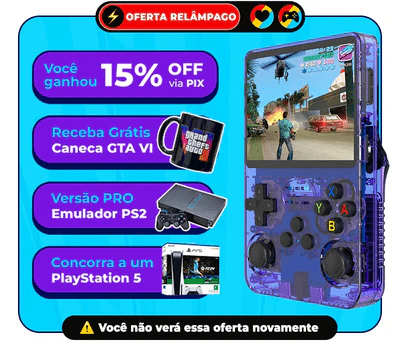 OFERTA RELÂMPAGO
Você
ganhou
15%
OFF
via PIX
Receba Grátis
Caneca GTA VI
grand
theft
auto
Versão PRO
Emulador PS2
Concorra a um
PlayStation 5
PS5
X
Y
A
B
Você não verá essa oferta novamente